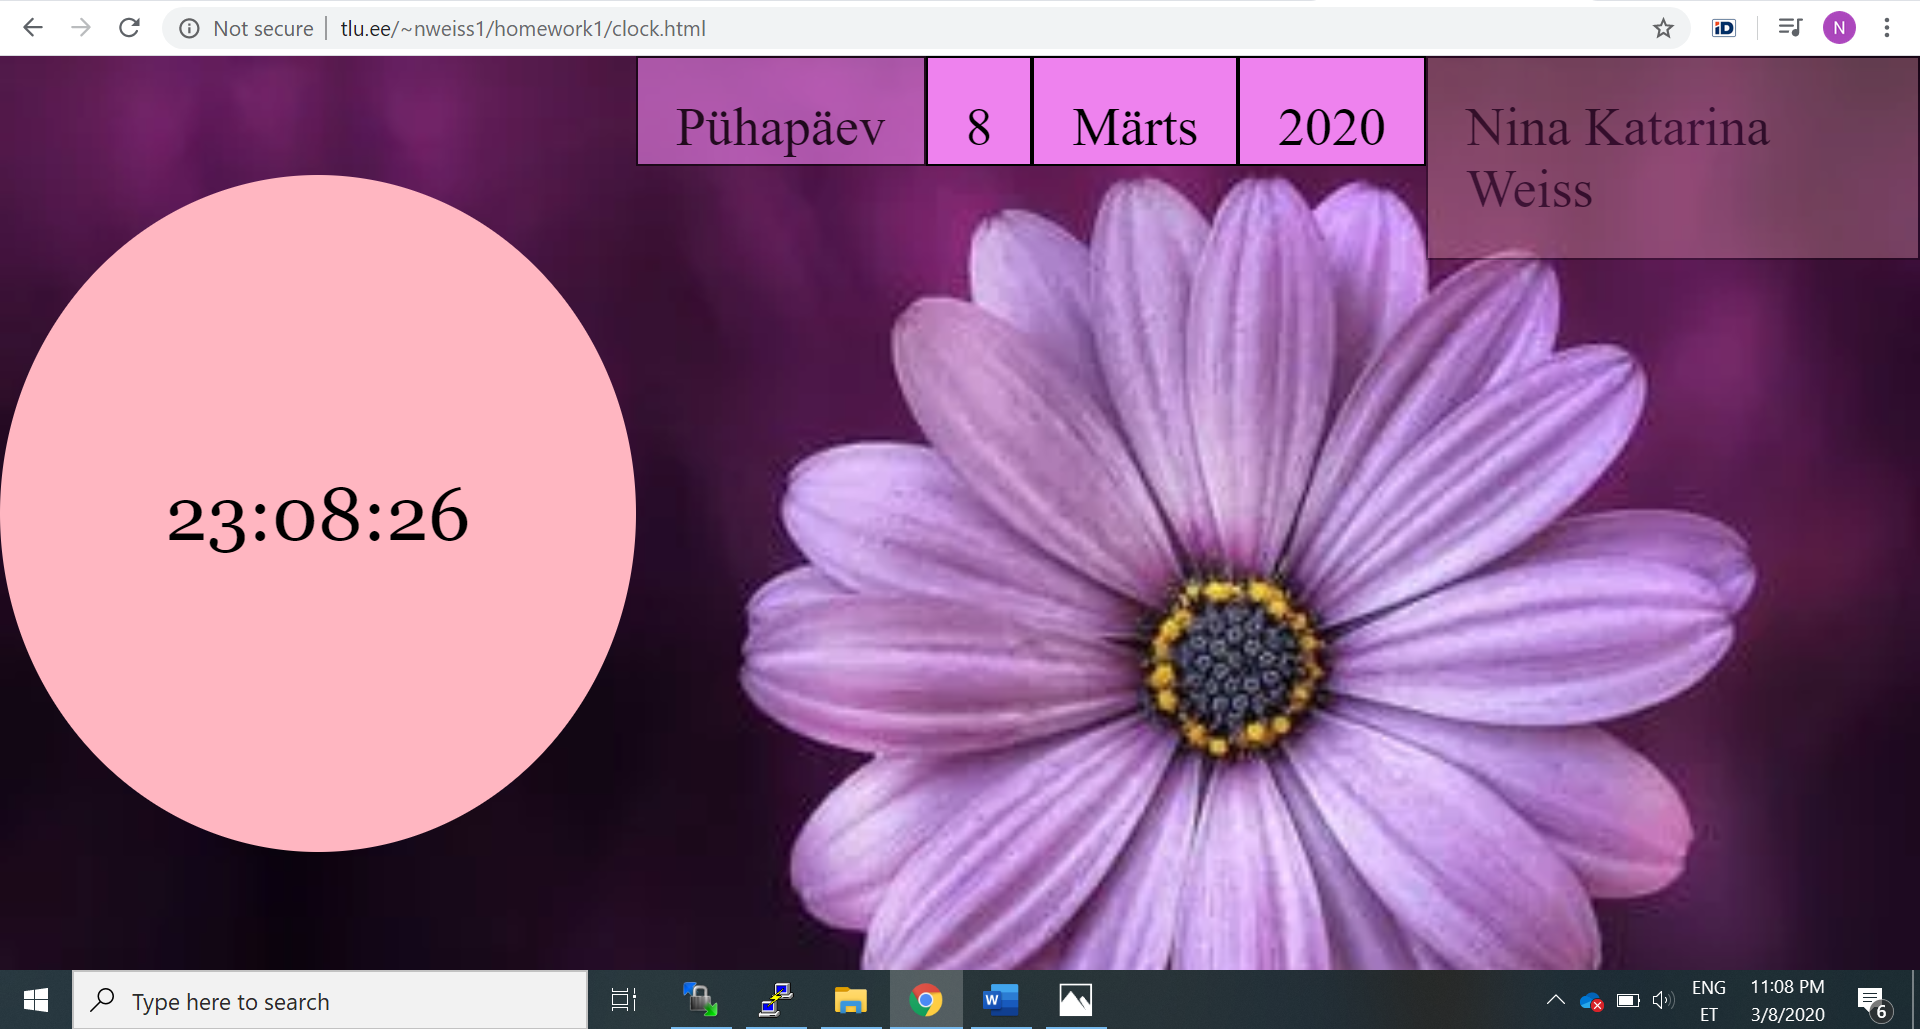 Not secure
tlu.ee/~nweiss1/homework1/clock.html
N
Pühapäev
8
Märts
2020
Nina Katarina
Weiss
23:08:26
Type here to search
ENG
ET
11:08 PM
3/8/2020
6
iD
W